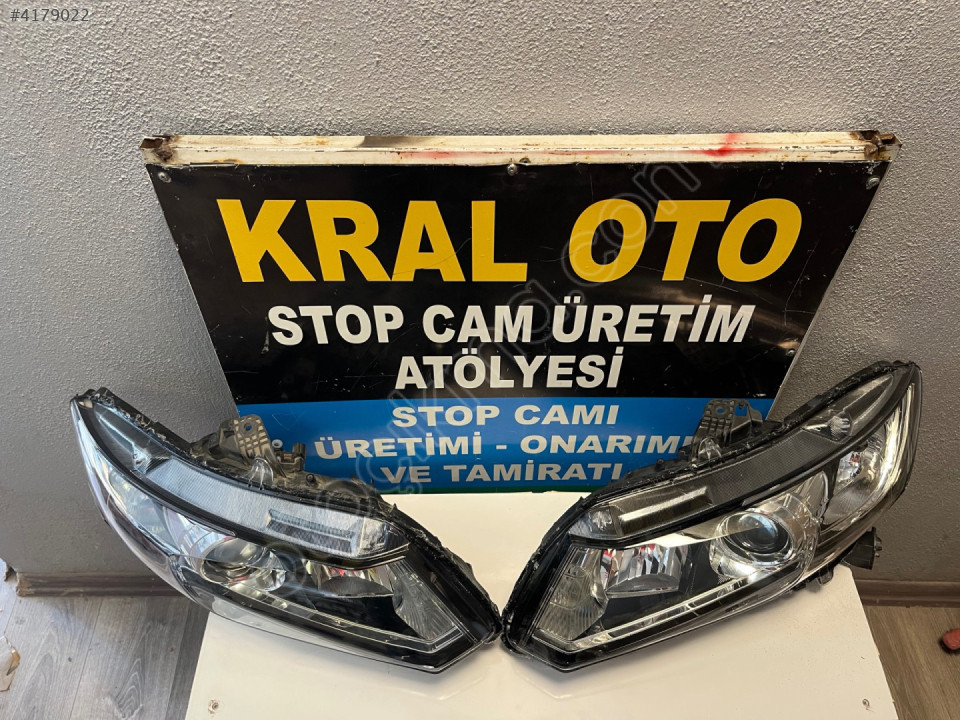 #4179022
KRAL OTO
STOP CAM ÜRETİM
ATÖLYESİ
STOP CAMI
ÜRETİMİ - ONARIMI
VE TAMİRATI